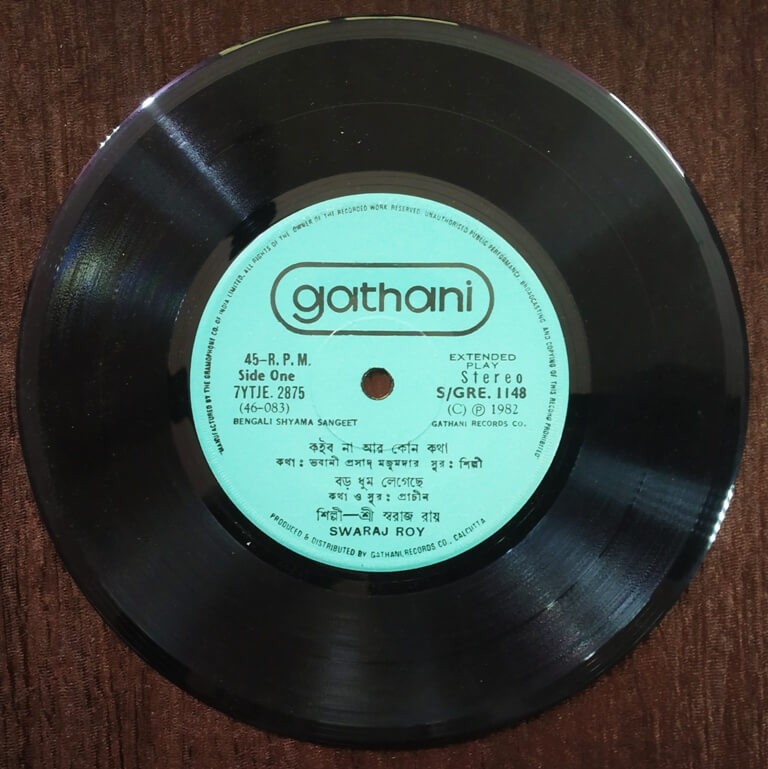 MANUFACTURED BY THE GRAMOPHONE CO. OF INDIA LIMITED. ALL RIGHTS OF THE OWNER OF THE RECORDED WORK RESERVED. UNAUTHORISED PUBLIC PERFORMANCE BROADCASTING AND COPYING OF THIS RECORD PROHIBITED
gathani
45-R.P.M.
Side One
7YTJE. 2875
(46-083)
BENGALI SHYAMA SANGEET
EXTENDED
PLAY
Stereo
S/GRE. 1148
(C) Ⓟ 1982
GATHANI RECORDS CO.
কইব না আর কোন কথা
কথা : ভবানী প্রসাদ মজুমদার সুর : শিল্পী
বড় ধুম লেগেছে
কথা ও সুর : প্রাচীন
শিল্পী—শ্রী স্বরাজ রায়
SWARAJ ROY
PRODUCED & DISTRIBUTED BY GATHANI RECORDS CO., CALCUTTA